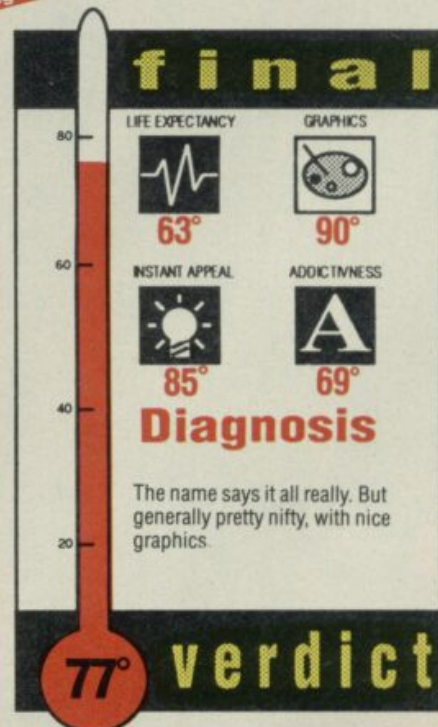 final
LIFE EXPECTANCY
GRAPHICS
63°
90°
INSTANT APPEAL
ADDICTIVNESS
A
85°
69°
Diagnosis
The name says it all really. But
generally pretty nifty, with nice
graphics.
80
60
40
20
77°
verdict